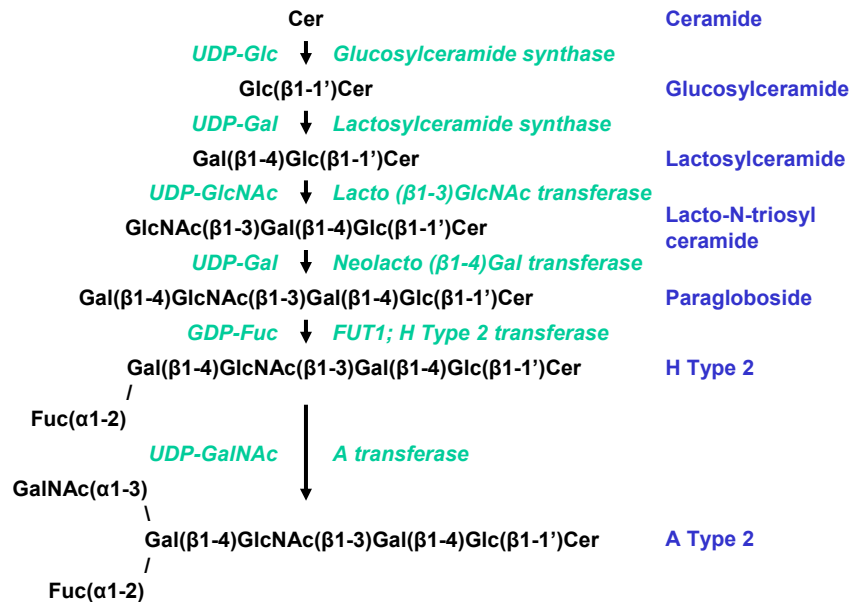 Cer Ceramide
UDP-Glc Glucosylceramide synthase
Glc(β1-1’)Cer Glucosylceramide
UDP-Gal Lactosylceramide synthase
Gal(β1-4)Glc(β1-1’)Cer Lactosylceramide
UDP-GlcNAc Lacto (β1-3)GlcNAc transferase
GlcNAc(β1-3)Gal(β1-4)Glc(β1-1’)Cer Lacto-N-triosyl
ceramide
UDP-Gal Neolacto (β1-4)Gal transferase
Gal(β1-4)GlcNAc(β1-3)Gal(β1-4)Glc(β1-1’)Cer Paragloboside
GDP-Fuc FUT1; H Type 2 transferase
Gal(β1-4)GlcNAc(β1-3)Gal(β1-4)Glc(β1-1’)Cer H Type 2
/
Fuc(α1-2)
UDP-GalNAc A transferase
GalNAc(α1-3)
\
Gal(β1-4)GlcNAc(β1-3)Gal(β1-4)Glc(β1-1’)Cer A Type 2
/
Fuc(α1-2)